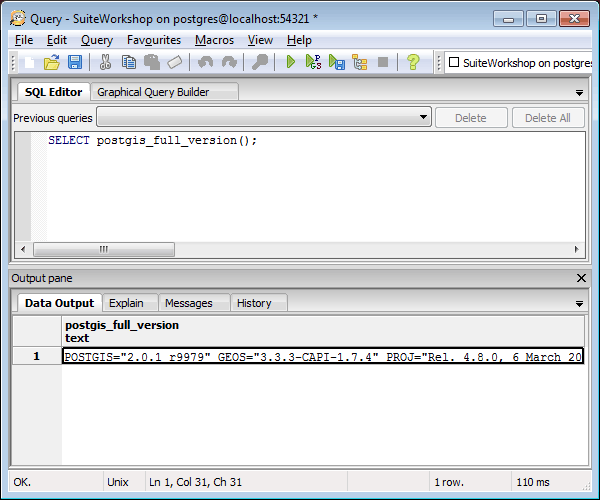 Query - SuiteWorkshop on postgres@localhost:54321 *
File Edit Query Favourites Macros View Help
SuiteWorkshop on postgres
SQL Editor Graphical Query Builder
Previous queries Delete Delete All
SELECT postgis_full_version();
Output pane
Data Output Explain Messages History
postgis_full_version
text
1 POSTGIS="2.0.1 r9979" GEOS="3.3.3-CAPI-1.7.4" PROJ="Rel. 4.8.0, 6 March 20
OK. Unix Ln 1, Col 31, Ch 31 1 row. 110 ms